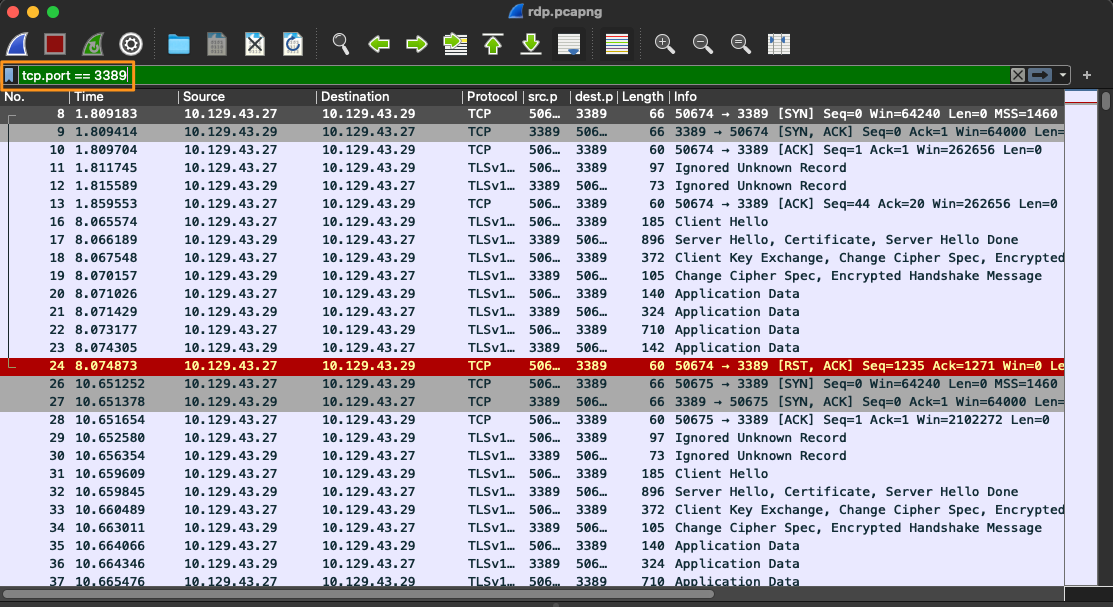 rdp.pcapng
tcp.port == 3389
No. Time Source Destination Protocol src.p dest.p Length Info
8 1.809183 10.129.43.27 10.129.43.29 TCP 506… 3389 66 50674 → 3389 [SYN] Seq=0 Win=64240 Len=0 MSS=1460
9 1.809414 10.129.43.29 10.129.43.27 TCP 3389 506… 66 3389 → 50674 [SYN, ACK] Seq=0 Ack=1 Win=64000 Len=
10 1.809704 10.129.43.27 10.129.43.29 TCP 506… 3389 60 50674 → 3389 [ACK] Seq=1 Ack=1 Win=262656 Len=0
11 1.811745 10.129.43.27 10.129.43.29 TLSv1… 506… 3389 97 Ignored Unknown Record
12 1.815589 10.129.43.29 10.129.43.27 TLSv1… 3389 506… 73 Ignored Unknown Record
13 1.859553 10.129.43.27 10.129.43.29 TCP 506… 3389 60 50674 → 3389 [ACK] Seq=44 Ack=20 Win=262656 Len=0
16 8.065574 10.129.43.27 10.129.43.29 TLSv1… 506… 3389 185 Client Hello
17 8.066189 10.129.43.29 10.129.43.27 TLSv1… 3389 506… 896 Server Hello, Certificate, Server Hello Done
18 8.067548 10.129.43.27 10.129.43.29 TLSv1… 506… 3389 372 Client Key Exchange, Change Cipher Spec, Encrypted
19 8.070157 10.129.43.29 10.129.43.27 TLSv1… 3389 506… 105 Change Cipher Spec, Encrypted Handshake Message
20 8.071026 10.129.43.27 10.129.43.29 TLSv1… 506… 3389 140 Application Data
21 8.071429 10.129.43.29 10.129.43.27 TLSv1… 3389 506… 324 Application Data
22 8.073177 10.129.43.27 10.129.43.29 TLSv1… 506… 3389 710 Application Data
23 8.074305 10.129.43.29 10.129.43.27 TLSv1… 3389 506… 142 Application Data
24 8.074873 10.129.43.27 10.129.43.29 TCP 506… 3389 60 50674 → 3389 [RST, ACK] Seq=1235 Ack=1271 Win=0 Le
26 10.651252 10.129.43.27 10.129.43.29 TCP 506… 3389 66 50675 → 3389 [SYN] Seq=0 Win=64240 Len=0 MSS=1460
27 10.651378 10.129.43.29 10.129.43.27 TCP 3389 506… 66 3389 → 50675 [SYN, ACK] Seq=0 Ack=1 Win=64000 Len=
28 10.651654 10.129.43.27 10.129.43.29 TCP 506… 3389 60 50675 → 3389 [ACK] Seq=1 Ack=1 Win=2102272 Len=0
29 10.652580 10.129.43.27 10.129.43.29 TLSv1… 506… 3389 97 Ignored Unknown Record
30 10.656354 10.129.43.29 10.129.43.27 TLSv1… 3389 506… 73 Ignored Unknown Record
31 10.659609 10.129.43.27 10.129.43.29 TLSv1… 506… 3389 185 Client Hello
32 10.659845 10.129.43.29 10.129.43.27 TLSv1… 3389 506… 896 Server Hello, Certificate, Server Hello Done
33 10.660489 10.129.43.27 10.129.43.29 TLSv1… 506… 3389 372 Client Key Exchange, Change Cipher Spec, Encrypted
34 10.663011 10.129.43.29 10.129.43.27 TLSv1… 3389 506… 105 Change Cipher Spec, Encrypted Handshake Message
35 10.664066 10.129.43.27 10.129.43.29 TLSv1… 506… 3389 140 Application Data
36 10.664346 10.129.43.29 10.129.43.27 TLSv1… 3389 506… 324 Application Data
37 10.665476 10.129.43.27 10.129.43.29 TLSv1… 506… 3389 710 Application Data